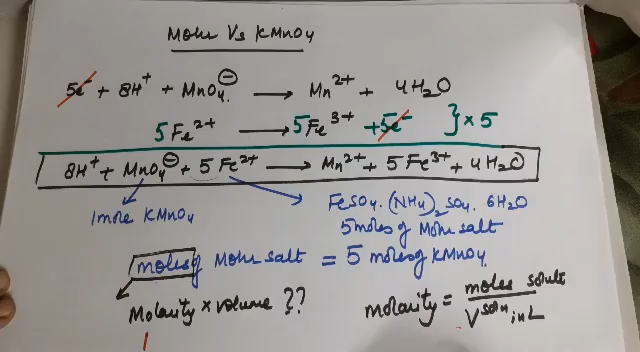 Mohr Vs KMnO4
5e⁻ + 8H⁺ + MnO4⁻ → Mn²⁺ + 4H2O
5Fe²⁺ → 5Fe³⁺ + 5e⁻ } × 5
8H⁺ + MnO4⁻ + 5Fe²⁺ → Mn²⁺ + 5Fe³⁺ + 4H2O
1mole KMnO4
FeSO4. (NH4)2 SO4. 6H2O
5moles of Mohr salt
moles of Mohr salt = 5 moles of KMnO4
Molarity × volume ??
molarity = moles solute / V soln in L